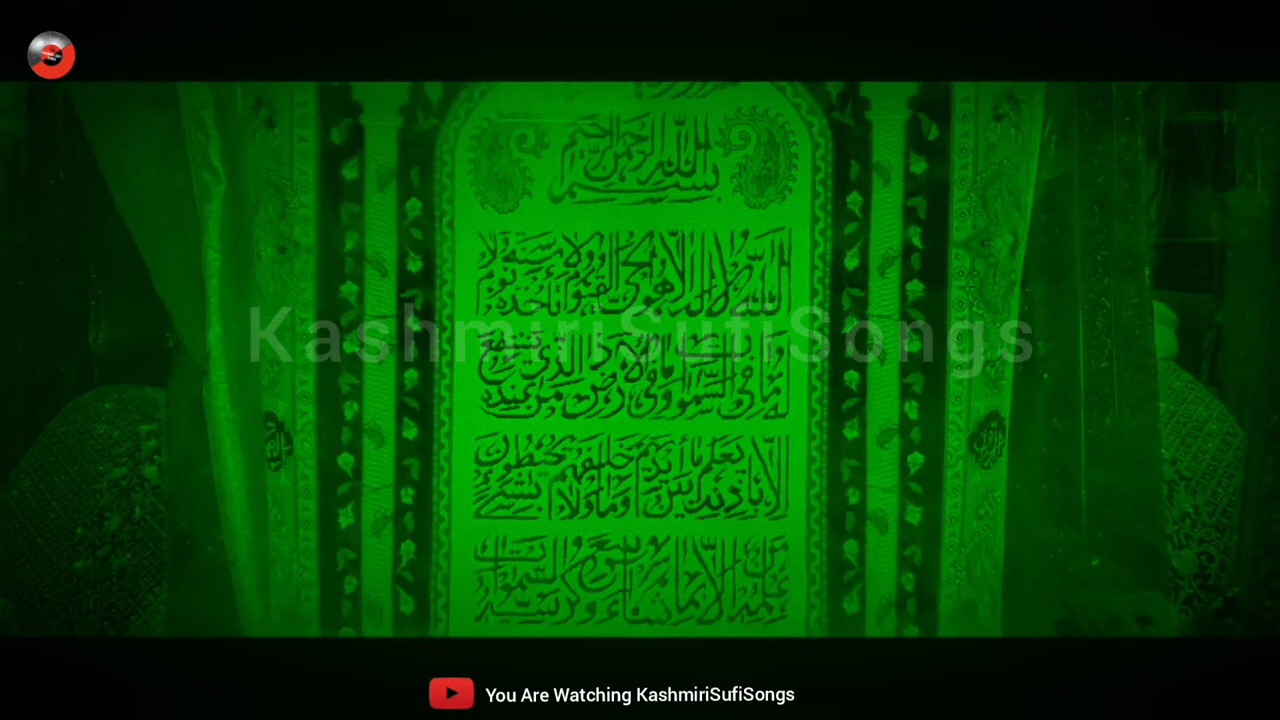 بسم الله الرحمن الرحيم
الله لا اله الا هو الحي القيوم لا تأخذه سنة ولا نوم
له ما في السموات وما في الارض من ذا الذي يشفع عنده
الا باذنه يعلم ما بين ايديهم وما خلفهم ولا يحيطون بشيء
من علمه الا بما شاء وسع كرسيه السموات
KashmiriSufiSongs
You Are Watching KashmiriSufiSongs